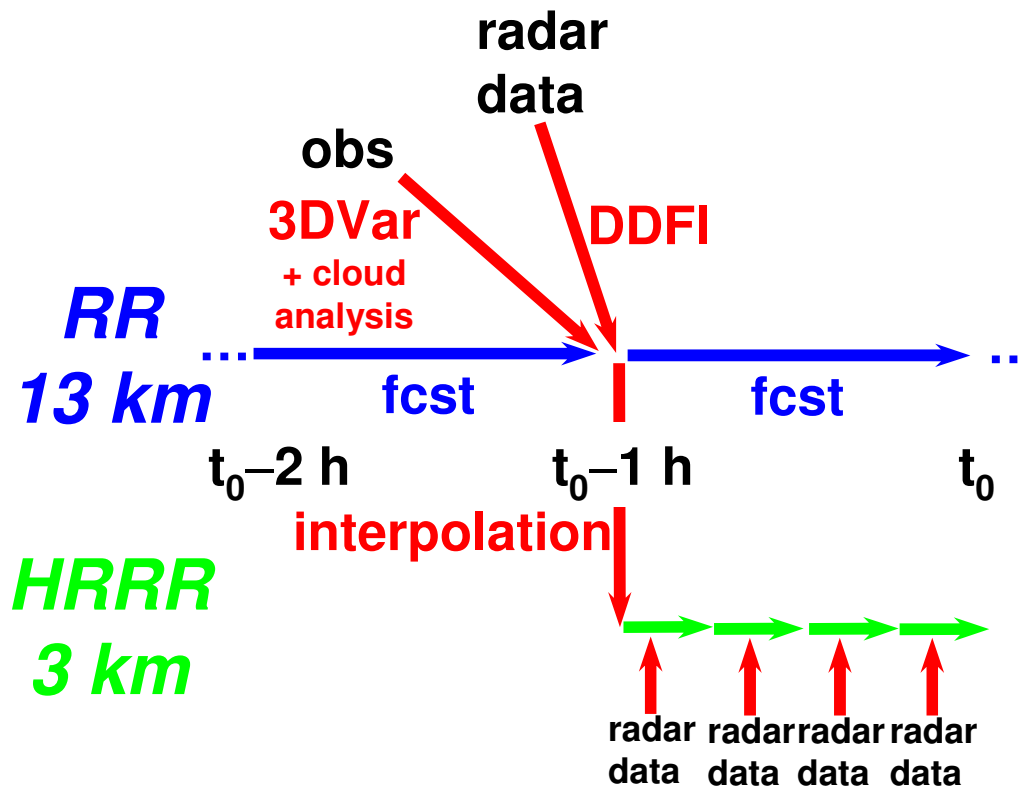 radar
data
obs
3DVar
+ cloud
analysis
DDFI
RR
13 km
...
..
fcst
fcst
t₀–2 h
t₀–1 h
t₀
interpolation
HRRR
3 km
radar
data
radar
data
radar
data
radar
data